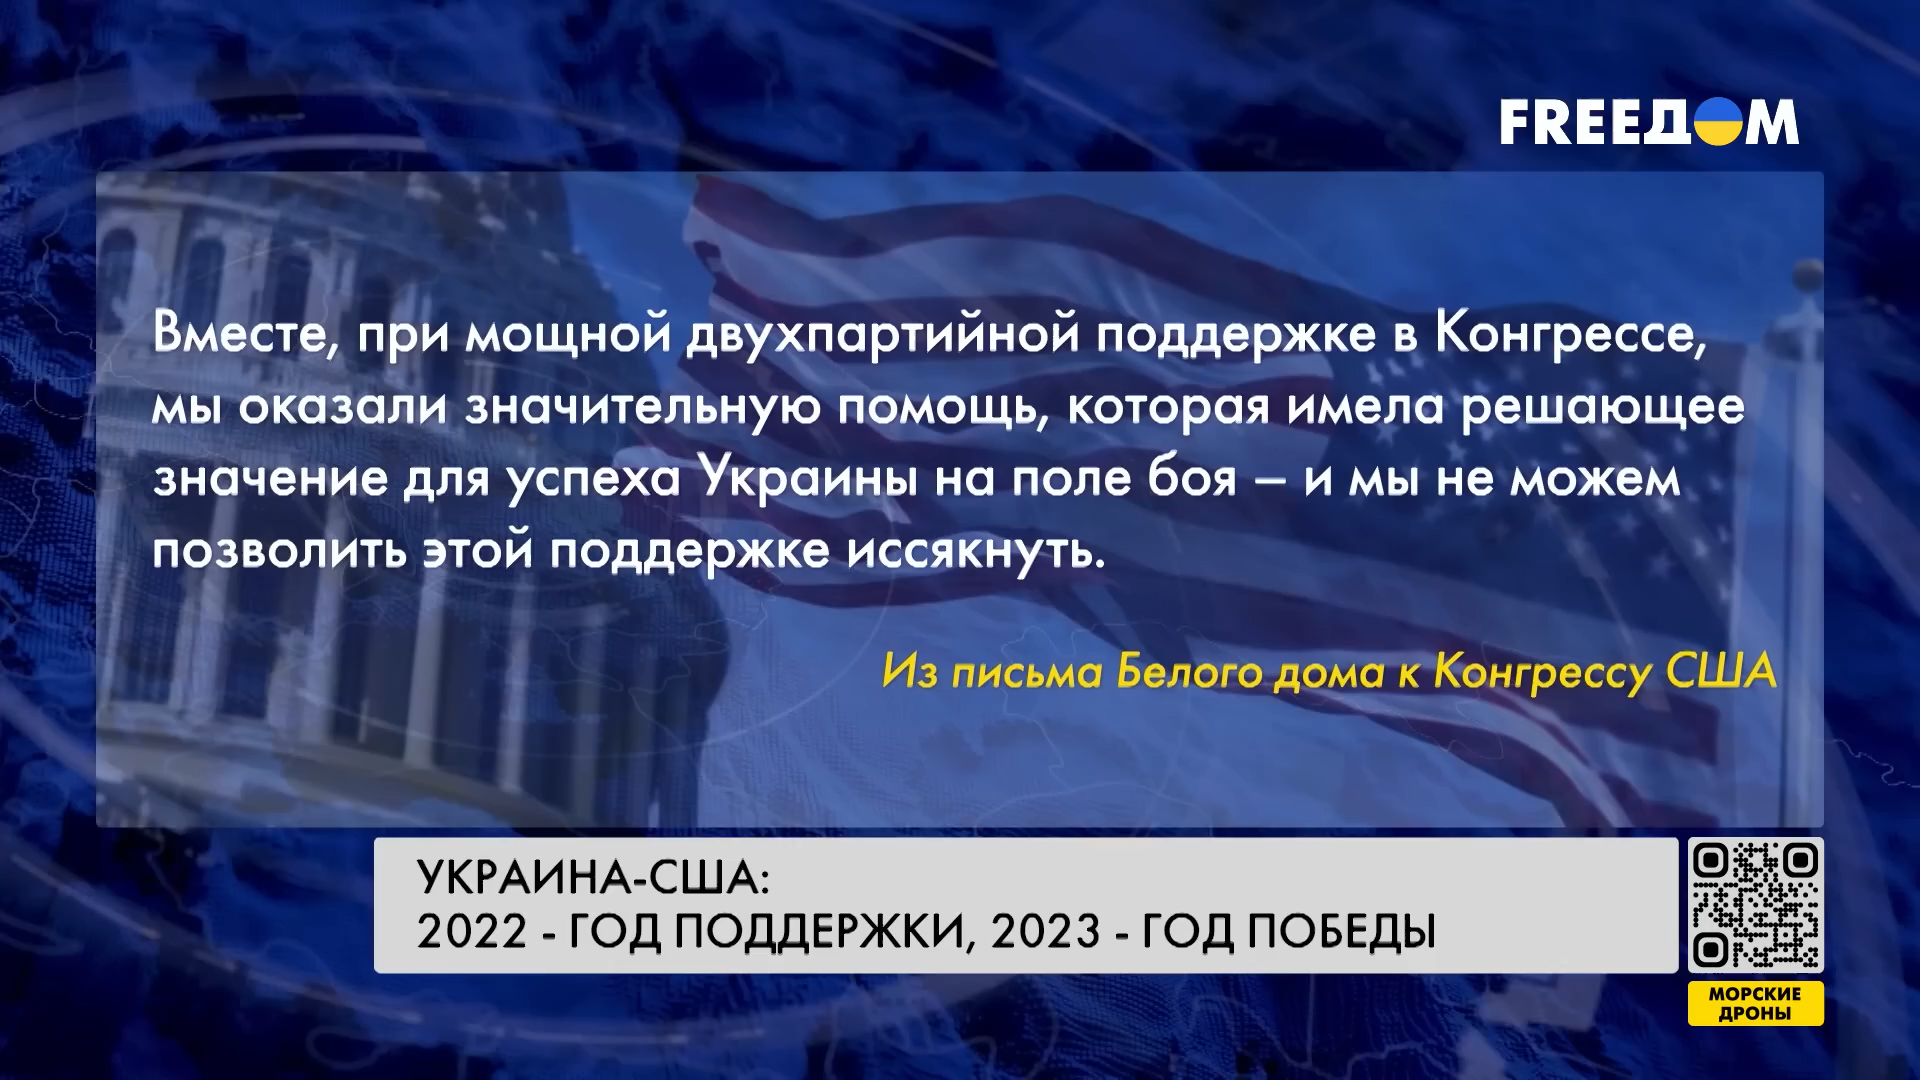 FREEДOM
Вместе, при мощной двухпартийной поддержке в Конгрессе,
мы оказали значительную помощь, которая имела решающее
значение для успеха Украины на поле боя – и мы не можем
позволить этой поддержке иссякнуть.
Из письма Белого дома к Конгрессу США
УКРАИНА-США:
2022 - ГОД ПОДДЕРЖКИ, 2023 - ГОД ПОБЕДЫ
МОРСКИЕ
ДРОНЫ